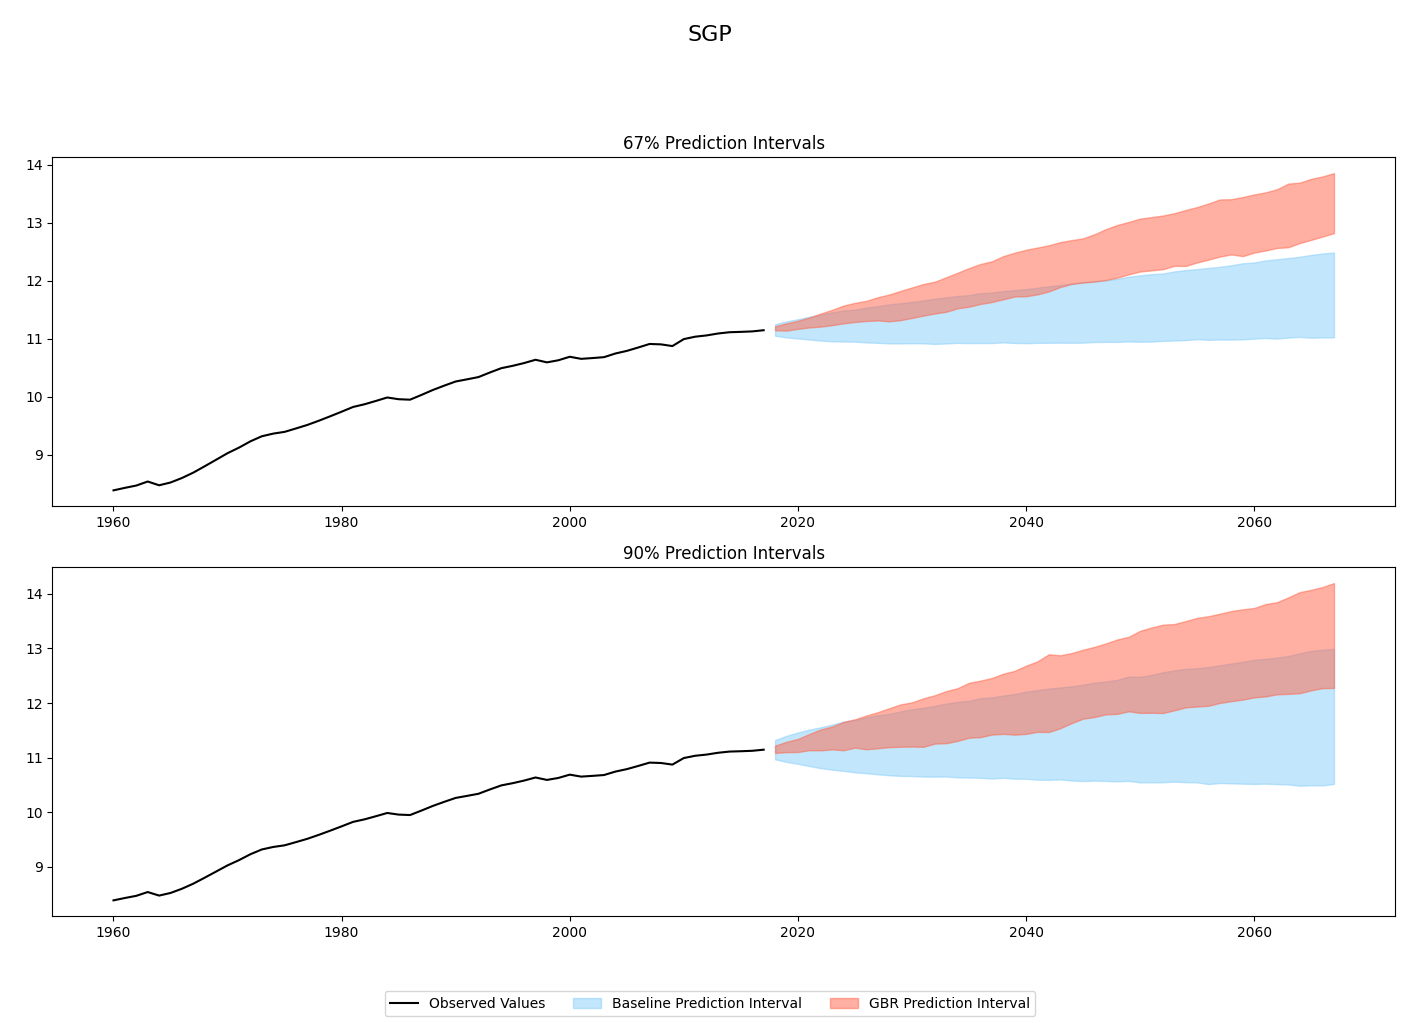 SGP
67% Prediction Intervals
14
13
12
11
10
9
1960 1980 2000 2020 2040 2060
90% Prediction Intervals
14
13
12
11
10
9
1960 1980 2000 2020 2040 2060
Observed Values Baseline Prediction Interval GBR Prediction Interval